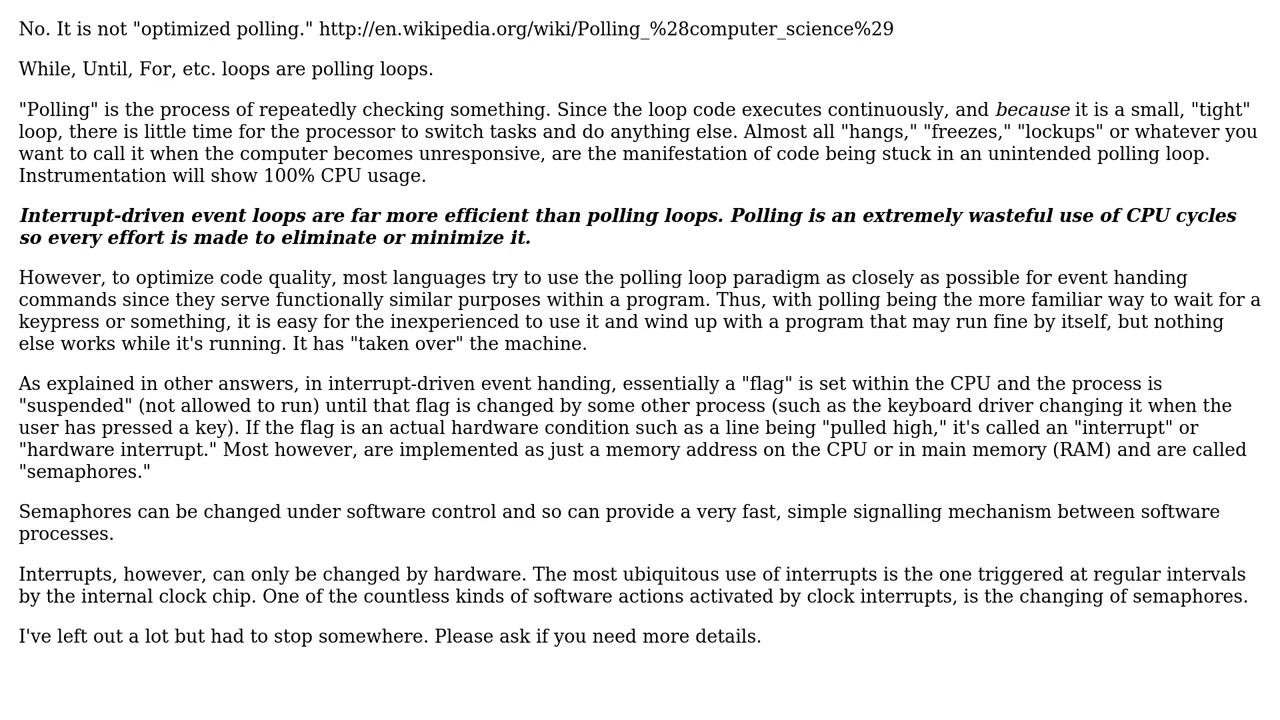 No. It is not "optimized polling." http://en.wikipedia.org/wiki/Polling_%28computer_science%29
While, Until, For, etc. loops are polling loops.
"Polling" is the process of repeatedly checking something. Since the loop code executes continuously, and because it is a small, "tight"
loop, there is little time for the processor to switch tasks and do anything else. Almost all "hangs," "freezes," "lockups" or whatever you
want to call it when the computer becomes unresponsive, are the manifestation of code being stuck in an unintended polling loop.
Instrumentation will show 100% CPU usage.
Interrupt-driven event loops are far more efficient than polling loops. Polling is an extremely wasteful use of CPU cycles
so every effort is made to eliminate or minimize it.
However, to optimize code quality, most languages try to use the polling loop paradigm as closely as possible for event handing
commands since they serve functionally similar purposes within a program. Thus, with polling being the more familiar way to wait for a
keypress or something, it is easy for the inexperienced to use it and wind up with a program that may run fine by itself, but nothing
else works while it's running. It has "taken over" the machine.
As explained in other answers, in interrupt-driven event handing, essentially a "flag" is set within the CPU and the process is
"suspended" (not allowed to run) until that flag is changed by some other process (such as the keyboard driver changing it when the
user has pressed a key). If the flag is an actual hardware condition such as a line being "pulled high," it's called an "interrupt" or
"hardware interrupt." Most however, are implemented as just a memory address on the CPU or in main memory (RAM) and are called
"semaphores."
Semaphores can be changed under software control and so can provide a very fast, simple signalling mechanism between software
processes.
Interrupts, however, can only be changed by hardware. The most ubiquitous use of interrupts is the one triggered at regular intervals
by the internal clock chip. One of the countless kinds of software actions activated by clock interrupts, is the changing of semaphores.
I've left out a lot but had to stop somewhere. Please ask if you need more details.